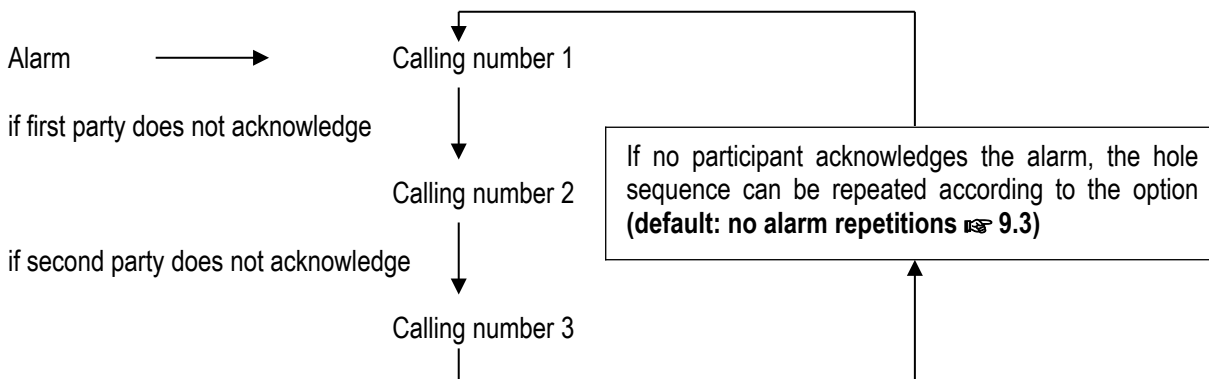 Alarm
Calling number 1
if first party does not acknowledge
If no participant acknowledges the alarm, the hole
sequence can be repeated according to the option
(default: no alarm repetitions ☞ 9.3)
Calling number 2
if second party does not acknowledge
Calling number 3